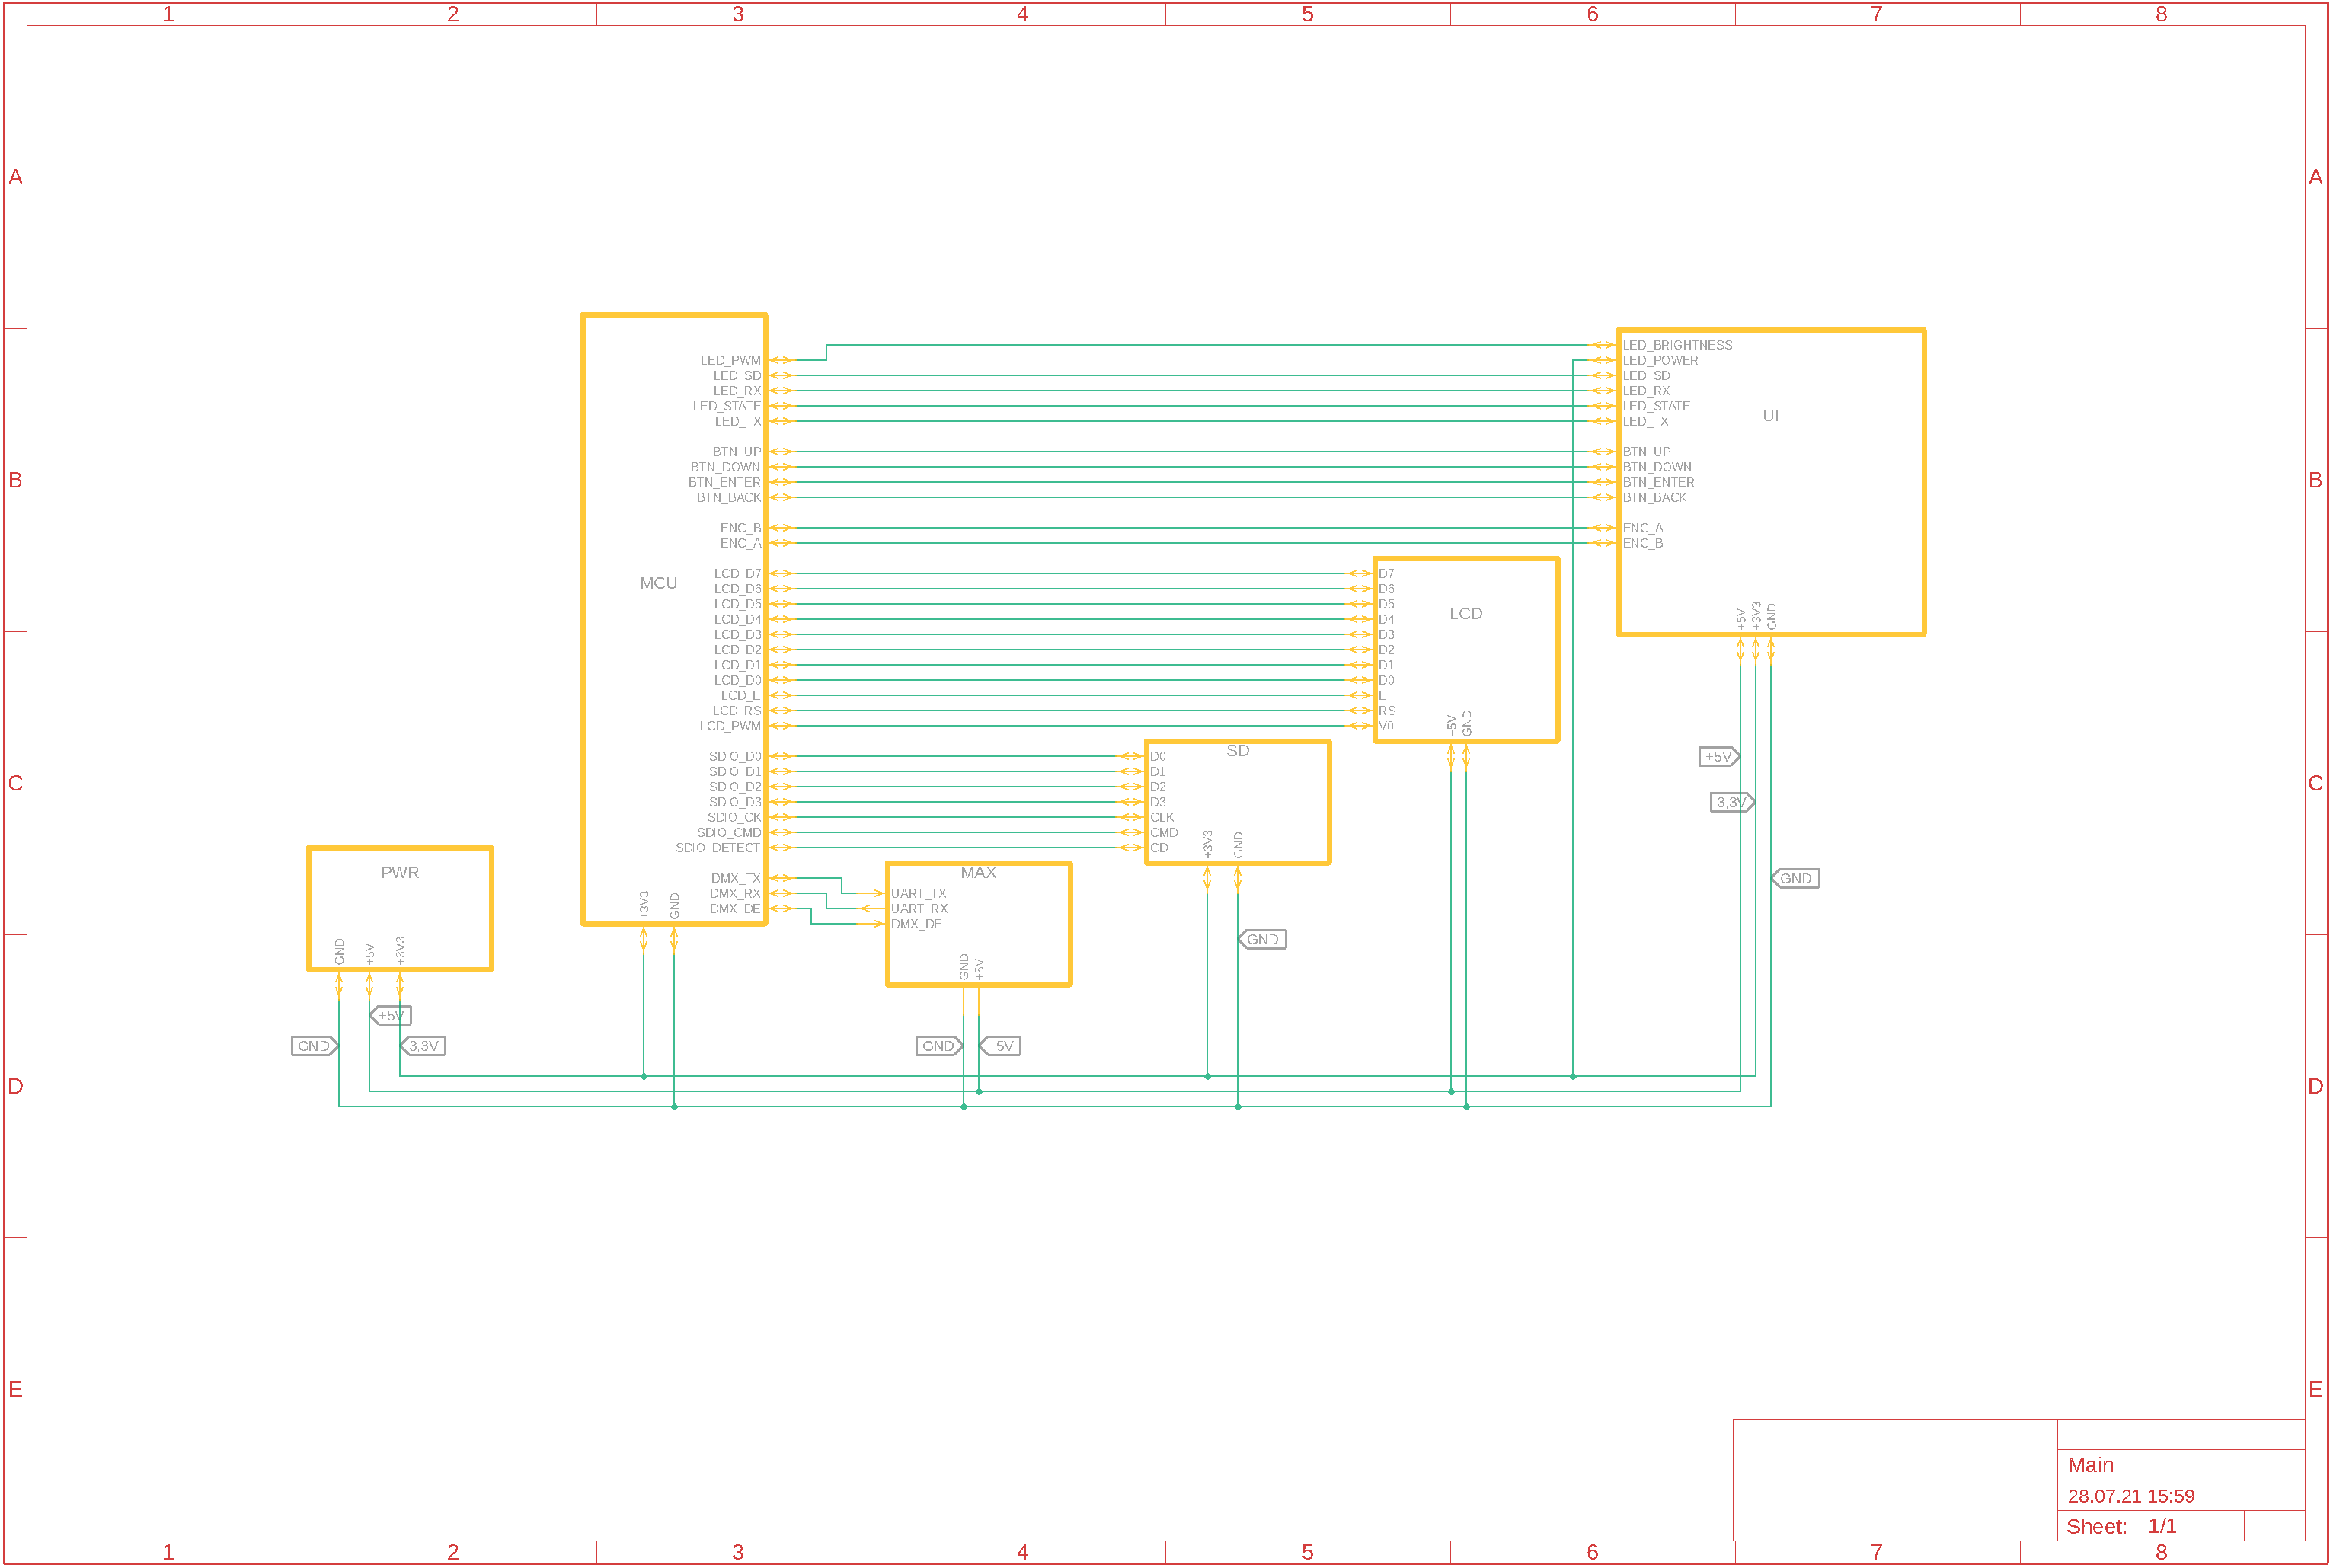 1 2 3 4 5 6 7 8
A A
B B
C C
D D
E E
MCU
LED_PWM
LED_SD
LED_RX
LED_STATE
LED_TX
BTN_UP
BTN_DOWN
BTN_ENTER
BTN_BACK
ENC_B
ENC_A
LCD_D7
LCD_D6
LCD_D5
LCD_D4
LCD_D3
LCD_D2
LCD_D1
LCD_D0
LCD_E
LCD_RS
LCD_PWM
SDIO_D0
SDIO_D1
SDIO_D2
SDIO_D3
SDIO_CK
SDIO_CMD
SDIO_DETECT
DMX_TX
DMX_RX
DMX_DE
+3V3
GND
UI
LED_BRIGHTNESS
LED_POWER
LED_SD
LED_RX
LED_STATE
LED_TX
BTN_UP
BTN_DOWN
BTN_ENTER
BTN_BACK
ENC_A
ENC_B
+5V
+3V3
GND
+5V
3,3V
GND
LCD
D7
D6
D5
D4
D3
D2
D1
D0
E
RS
V0
+5V
GND
SD
D0
D1
D2
D3
CLK
CMD
CD
+3V3
GND
GND
MAX
UART_TX
UART_RX
DMX_DE
GND
+5V
GND
+5V
PWR
GND
+5V
+3V3
+5V
GND
3,3V
Main
28.07.21 15:59
Sheet: 1/1
1 2 3 4 5 6 7 8